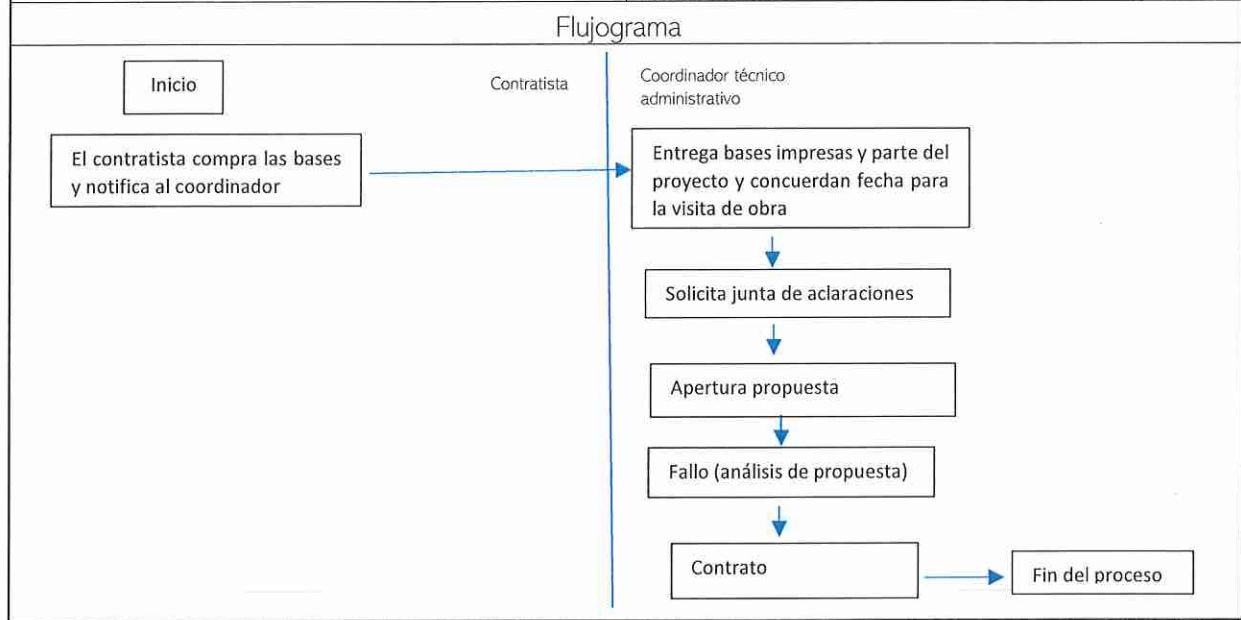 Flujograma
Inicio
Contratista
Coordinador técnico
administrativo
El contratista compra las bases
y notifica al coordinador
Entrega bases impresas y parte del
proyecto y concuerdan fecha para
la visita de obra
Solicita junta de aclaraciones
Apertura propuesta
Fallo (análisis de propuesta)
Contrato
Fin del proceso